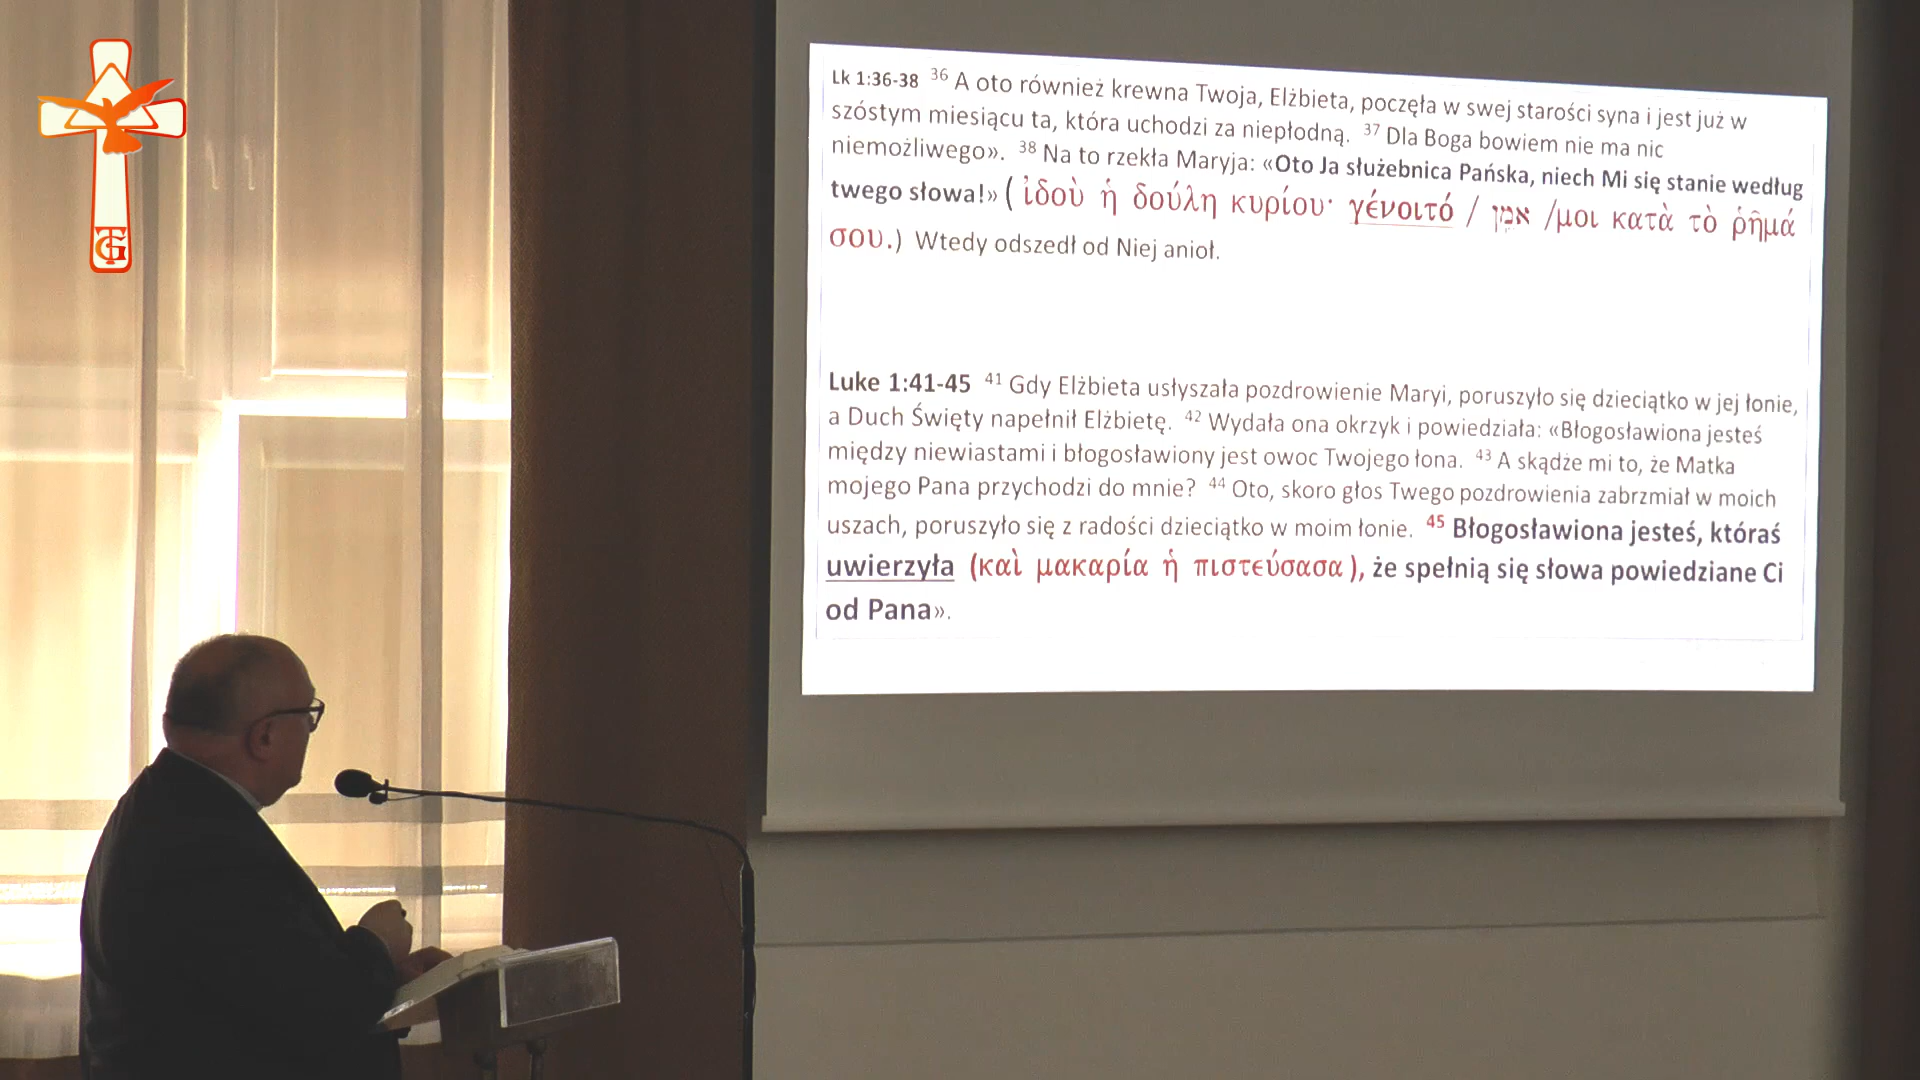 Lk 1:36-38 36 A oto również krewna Twoja, Elżbieta, poczęła w swej starości syna i jest już w
szóstym miesiącu ta, która uchodzi za niepłodną. 37 Dla Boga bowiem nie ma nic
niemożliwego». 38 Na to rzekła Maryja: «Oto Ja służebnica Pańska, niech Mi się stanie według
twego słowa!» (ἰδοὺ ἡ δούλη κυρίου· γένοιτό / אמן /μοι κατὰ τὸ ῥῆμά
σου.) Wtedy odszedł od Niej anioł.
Luke 1:41-45 41 Gdy Elżbieta usłyszała pozdrowienie Maryi, poruszyło się dzieciątko w jej łonie,
a Duch Święty napełnił Elżbietę. 42 Wydała ona okrzyk i powiedziała: «Błogosławiona jesteś
między niewiastami i błogosławiony jest owoc Twojego łona. 43 A skądże mi to, że Matka
mojego Pana przychodzi do mnie? 44 Oto, skoro głos Twego pozdrowienia zabrzmiał w moich
uszach, poruszyło się z radości dzieciątko w moim łonie. 45 Błogosławiona jesteś, któraś
uwierzyła (καὶ μακαρία ἡ πιστεύσασα), że spełnią się słowa powiedziane Ci
od Pana».